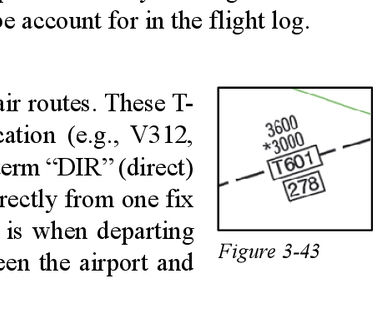 be account for in the flight log.
air routes. These T-
cation (e.g., V312,
erm “DIR” (direct)
rectly from one fix
is when departing
een the airport and
3600
*3000
T601
278
Figure 3-43